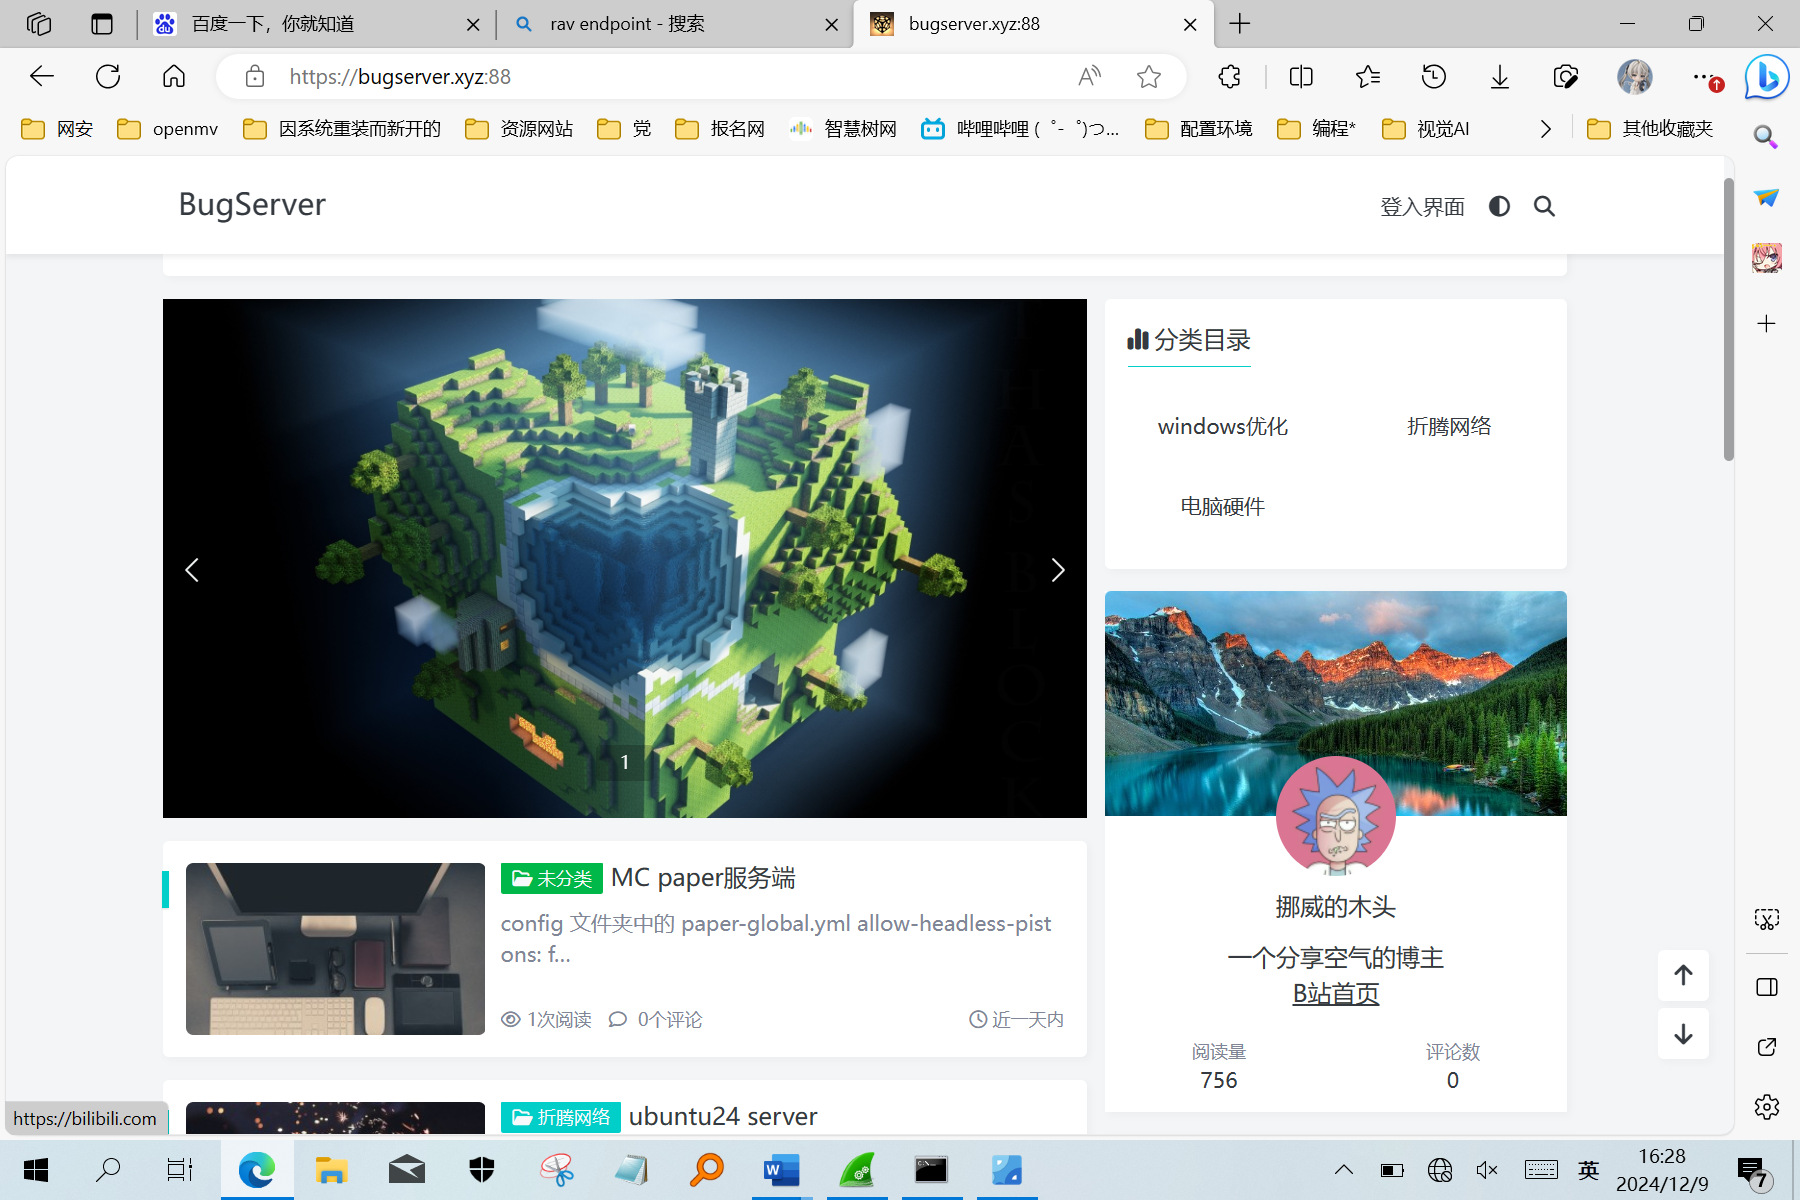 百度一下，你就知道
rav endpoint - 搜索
bugserver.xyz:88
https://bugserver.xyz:88
网安
openmv
因系统重装而新开的
资源网站
党
报名网
智慧树网
哔哩哔哩 (゜-゜)つ...
配置环境
编程*
视觉AI
其他收藏夹
BugServer
登入界面
分类目录
windows优化
折腾网络
电脑硬件
HAS BLOCK
1
未分类 MC paper服务端
config 文件夹中的 paper-global.yml allow-headless-pist
ons: f...
1次阅读 0个评论
近一天内
挪威的木头
一个分享空气的博主
B站首页
阅读量
756
评论数
0
折腾网络 ubuntu24 server
https://bilibili.com
英
16:28
2024/12/9
7